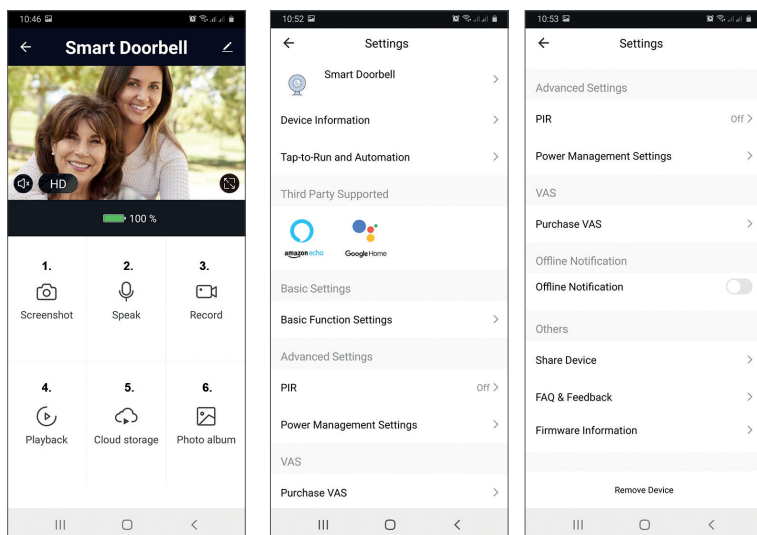 10:46
Smart Doorbell
HD
100 %
1.
2.
3.
Screenshot
Speak
Record
4.
5.
6.
Playback
Cloud storage
Photo album
10:52
Settings
Smart Doorbell
Device Information
Tap-to-Run and Automation
Third Party Supported
amazon echo
Google Home
Basic Settings
Basic Function Settings
Advanced Settings
PIR Off
Power Management Settings
VAS
Purchase VAS
10:53
Settings
Advanced Settings
PIR Off
Power Management Settings
VAS
Purchase VAS
Offline Notification
Offline Notification
Others
Share Device
FAQ & Feedback
Firmware Information
Remove Device